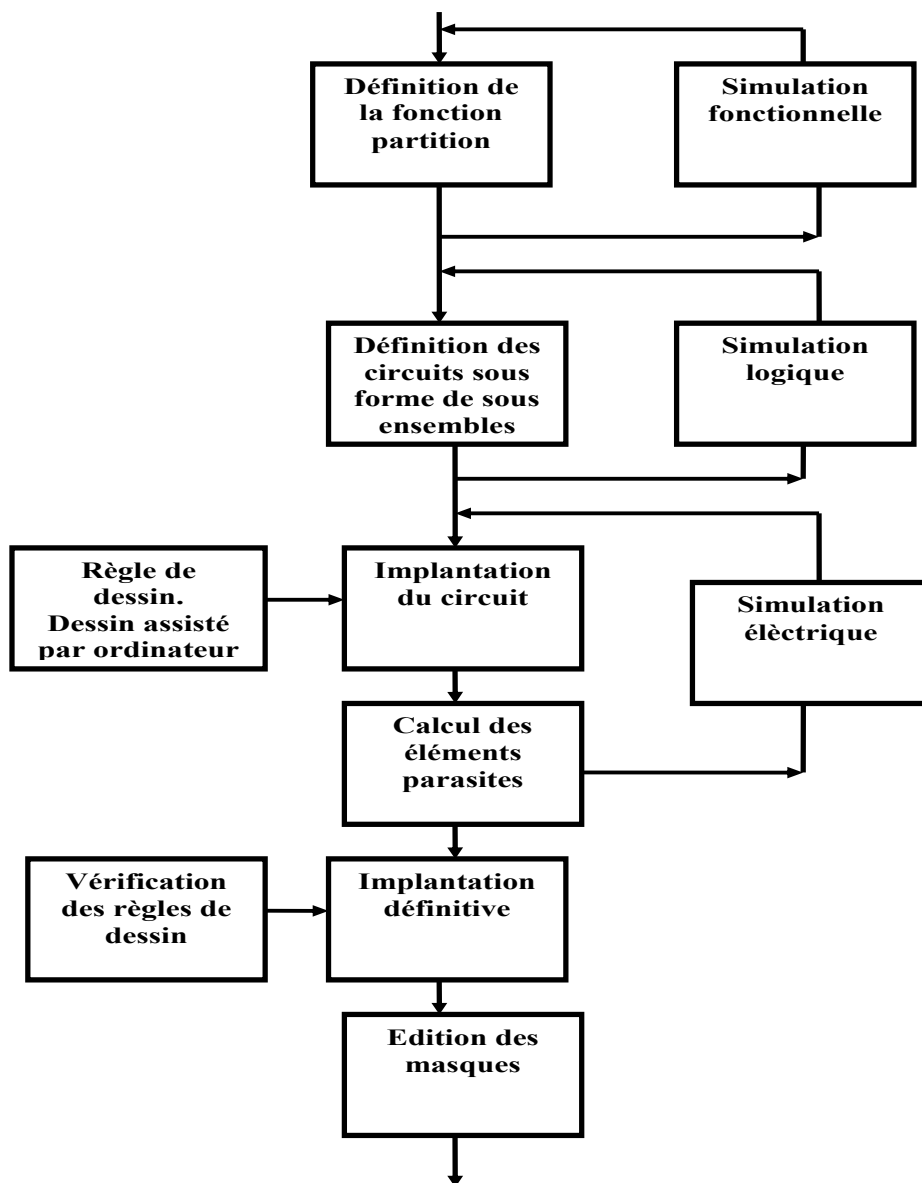 Définition de
la fonction
partition
Simulation
fonctionnelle
Définition des
circuits sous
forme de sous
ensembles
Simulation
logique
Règle de
dessin.
Dessin assisté
par ordinateur
Implantation
du circuit
Simulation
élèctrique
Calcul des
éléments
parasites
Vérification
des règles de
dessin
Implantation
définitive
Edition des
masques